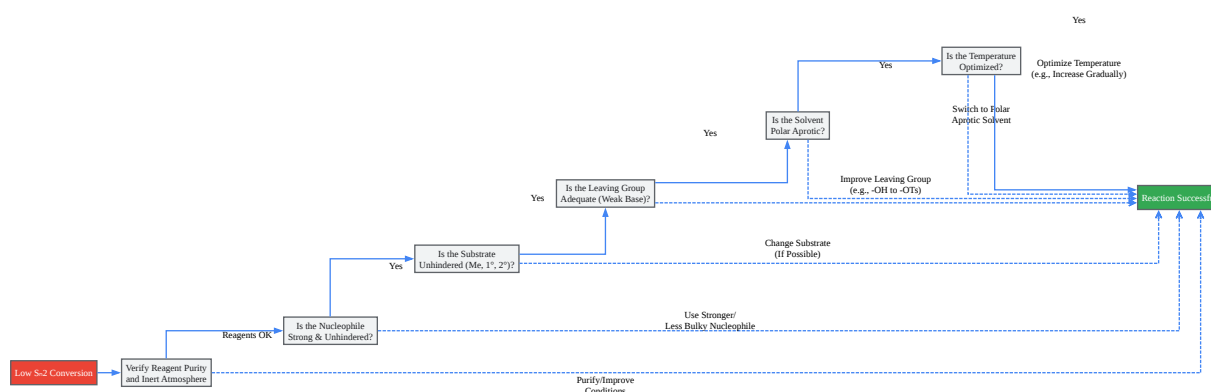 Yes
Is the Temperature
Optimized?
Optimize Temperature
(e.g., Increase Gradually)
Yes
Switch to Polar
Aprotic Solvent
Is the Solvent
Polar Aprotic?
Yes
Improve Leaving Group
(e.g., -OH to -OTs)
Is the Leaving Group
Adequate (Weak Base)?
Yes
Reaction Successf
Change Substrate
(If Possible)
Is the Substrate
Unhindered (Me, 1°, 2°)?
Yes
Use Stronger/
Less Bulky Nucleophile
Is the Nucleophile
Strong & Unhindered?
Reagents OK
Low Sₙ2 Conversion
Verify Reagent Purity
and Inert Atmosphere
Purify/Improve
Conditions